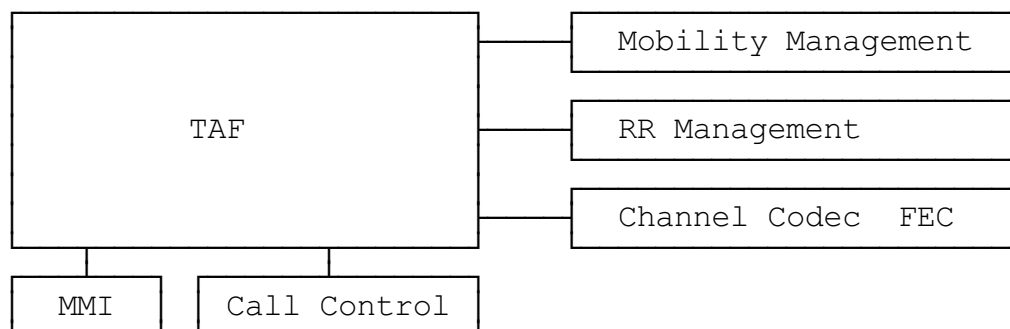 Mobility Management
TAF
RR Management
Channel Codec  FEC
MMI
Call Control